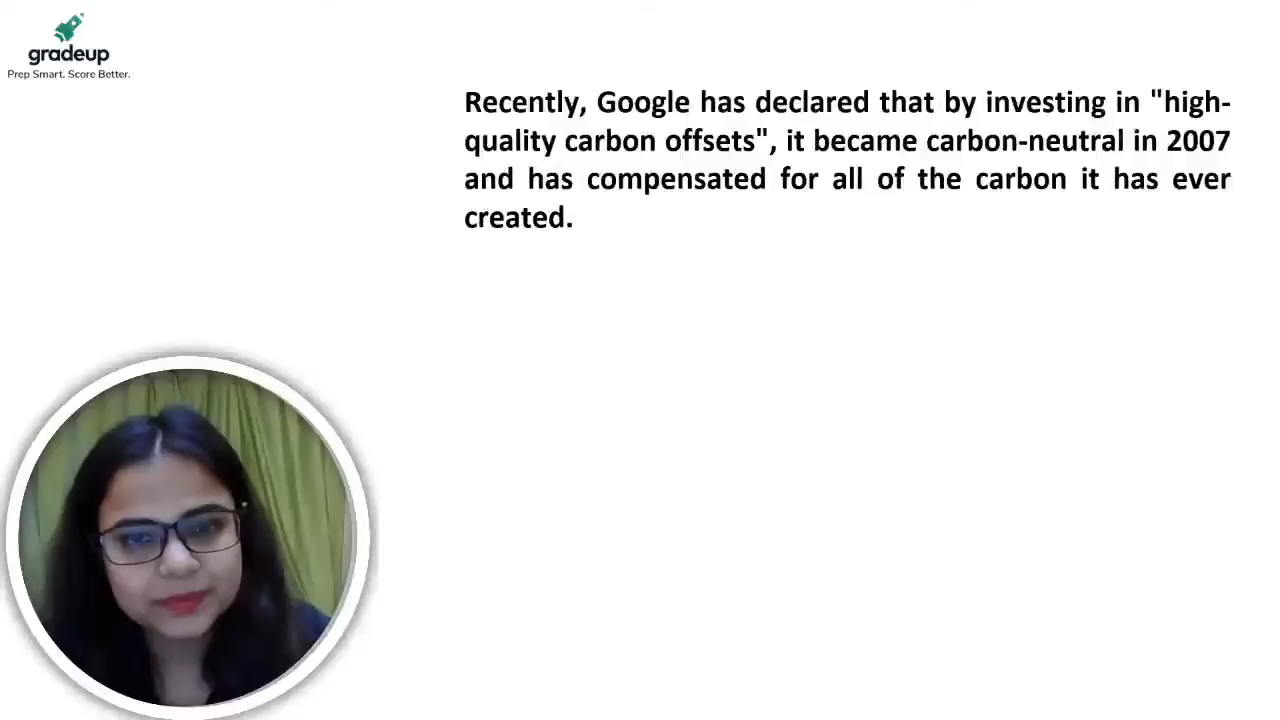 gradeup
Prep Smart. Score Better.
Recently, Google has declared that by investing in "high-
quality carbon offsets", it became carbon-neutral in 2007
and has compensated for all of the carbon it has ever
created.